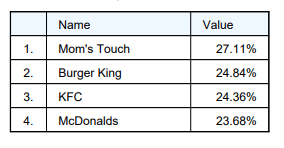 Name Value
1. Mom's Touch 27.11%
2. Burger King 24.84%
3. KFC 24.36%
4. McDonalds 23.68%